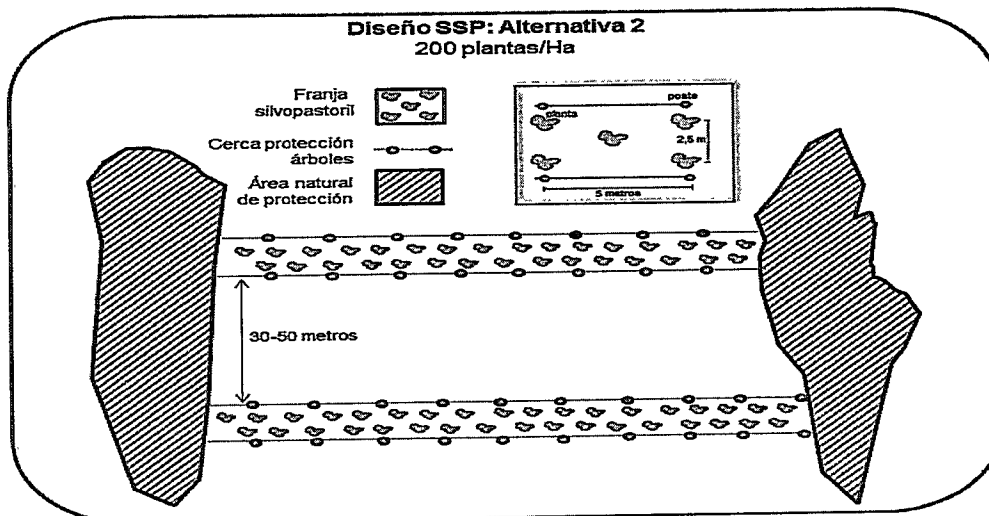 Diseño SSP: Alternativa 2
200 plantas/Ha
Franja
silvopastoril
Cerca protección
árboles
Área natural
de protección
poste
planta
2,5 m
5 metros
30-50 metros